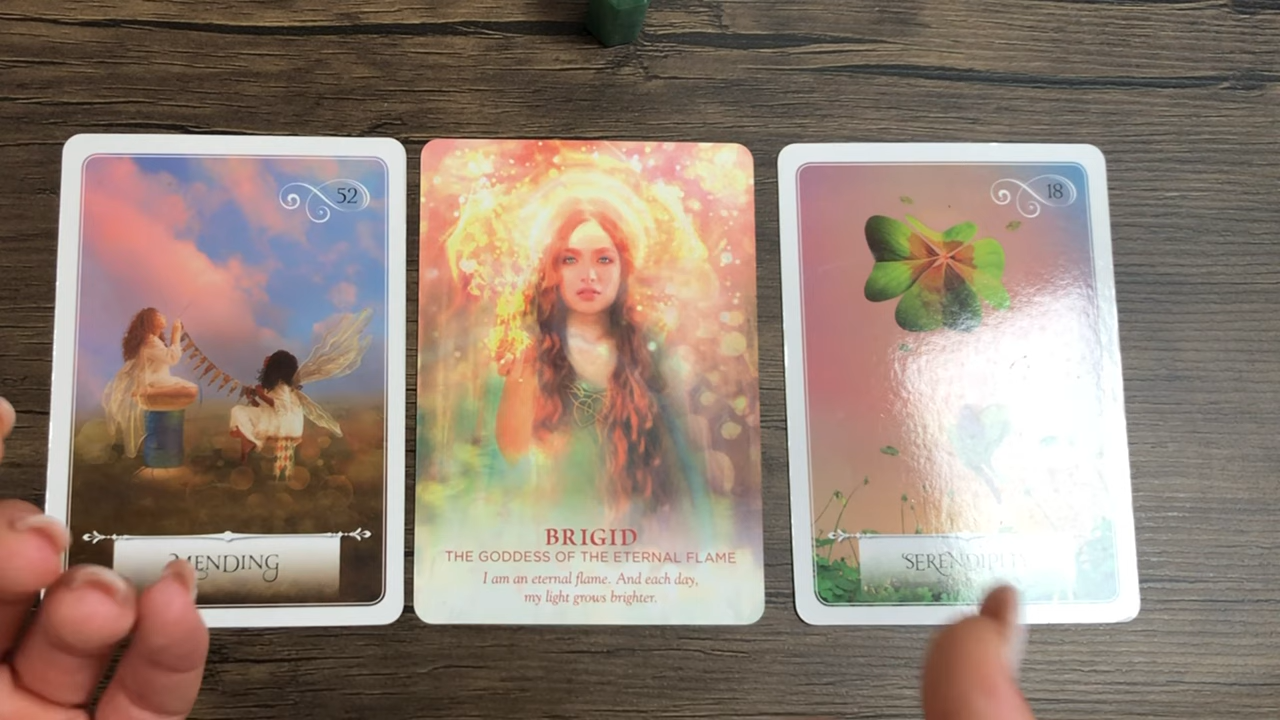 52
MENDING
BRIGID
THE GODDESS OF THE ETERNAL FLAME
I am an eternal flame. And each day,
my light grows brighter.
18
SERENDIPITY